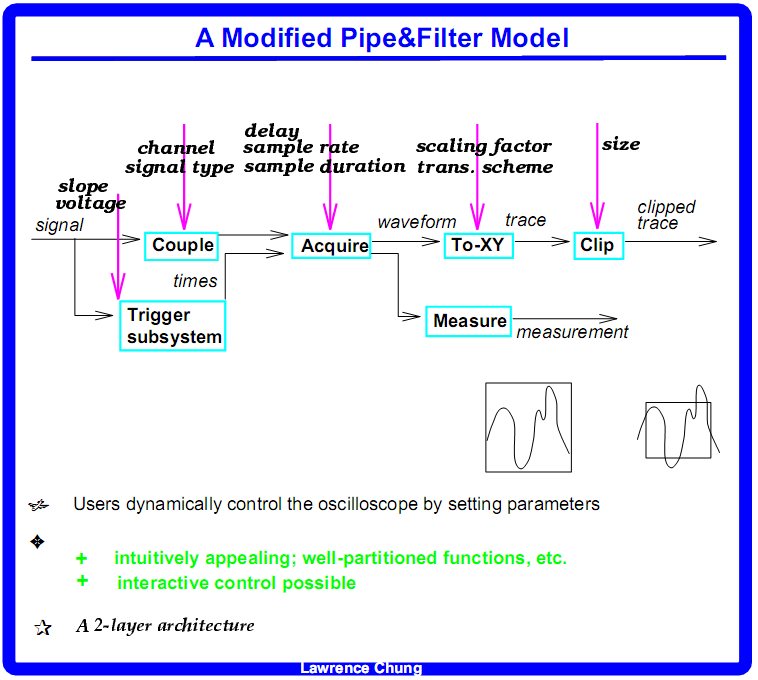 A Modified Pipe&Filter Model
delay
channel
sample rate
scaling factor
size
signal type
sample duration
trans. scheme
slope
voltage
signal
Couple
Acquire
waveform
To-XY
trace
Clip
clipped
trace
times
Trigger
subsystem
Measure
measurement
Users dynamically control the oscilloscope by setting parameters
+ intuitively appealing; well-partitioned functions, etc.
+ interactive control possible
A 2-layer architecture
Lawrence Chung